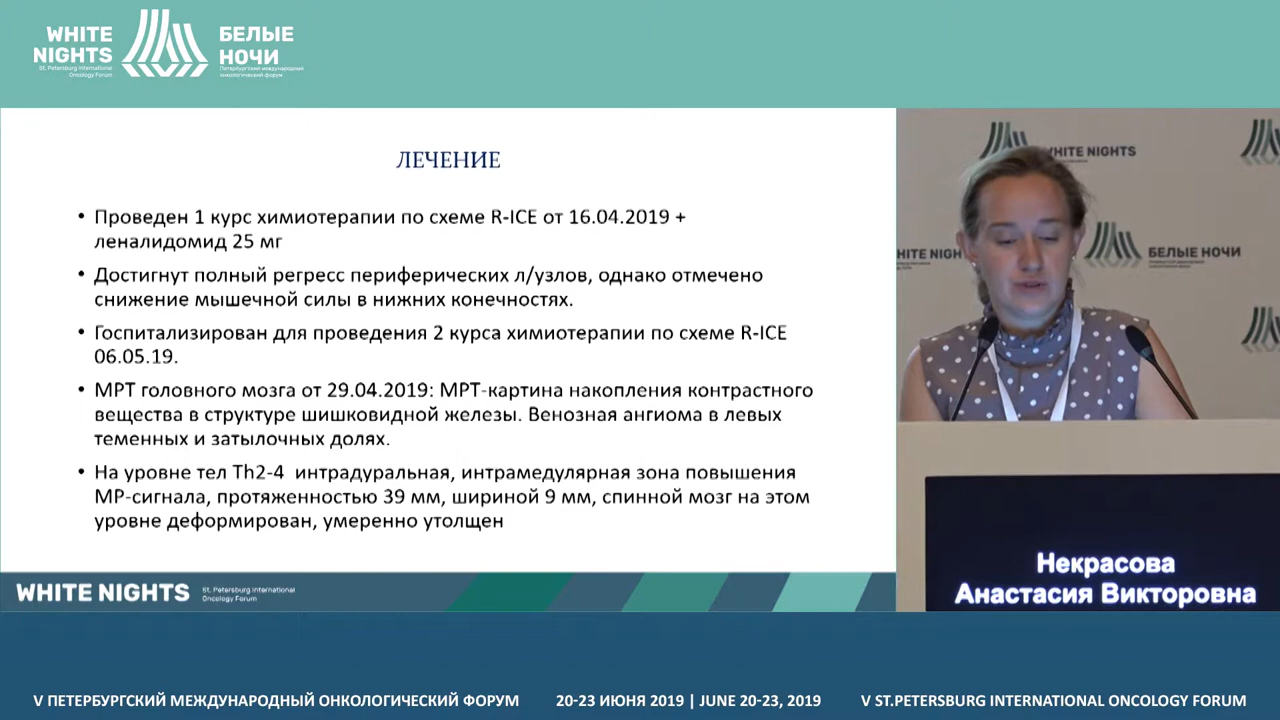 WHITE
NIGHTS
St. Petersburg International
Oncology Forum
БЕЛЫЕ
НОЧИ
Петербургский международный
онкологический форум
ЛЕЧЕНИЕ
• Проведен 1 курс химиотерапии по схеме R-ICE от 16.04.2019 +
леналидомид 25 мг
• Достигнут полный регресс периферических л/узлов, однако отмечено
снижение мышечной силы в нижних конечностях.
• Госпитализирован для проведения 2 курса химиотерапии по схеме R-ICE
06.05.19.
• МРТ головного мозга от 29.04.2019: МРТ-картина накопления контрастного
вещества в структуре шишковидной железы. Венозная ангиома в левых
теменных и затылочных долях.
• На уровне тел Th2-4 интрадуральная, интрамедулярная зона повышения
МР-сигнала, протяженностью 39 мм, шириной 9 мм, спинной мозг на этом
уровне деформирован, умеренно утолщен
WHITE NIGHTS
St. Petersburg International
Oncology Forum
WHITE NIGHTS
WHITE NIGH
БЕЛЫЕ НОЧИ
Некрасова
Анастасия Викторовна
V ПЕТЕРБУРГСКИЙ МЕЖДУНАРОДНЫЙ ОНКОЛОГИЧЕСКИЙ ФОРУМ
20-23 ИЮНЯ 2019 | JUNE 20-23, 2019
V ST.PETERSBURG INTERNATIONAL ONCOLOGY FORUM